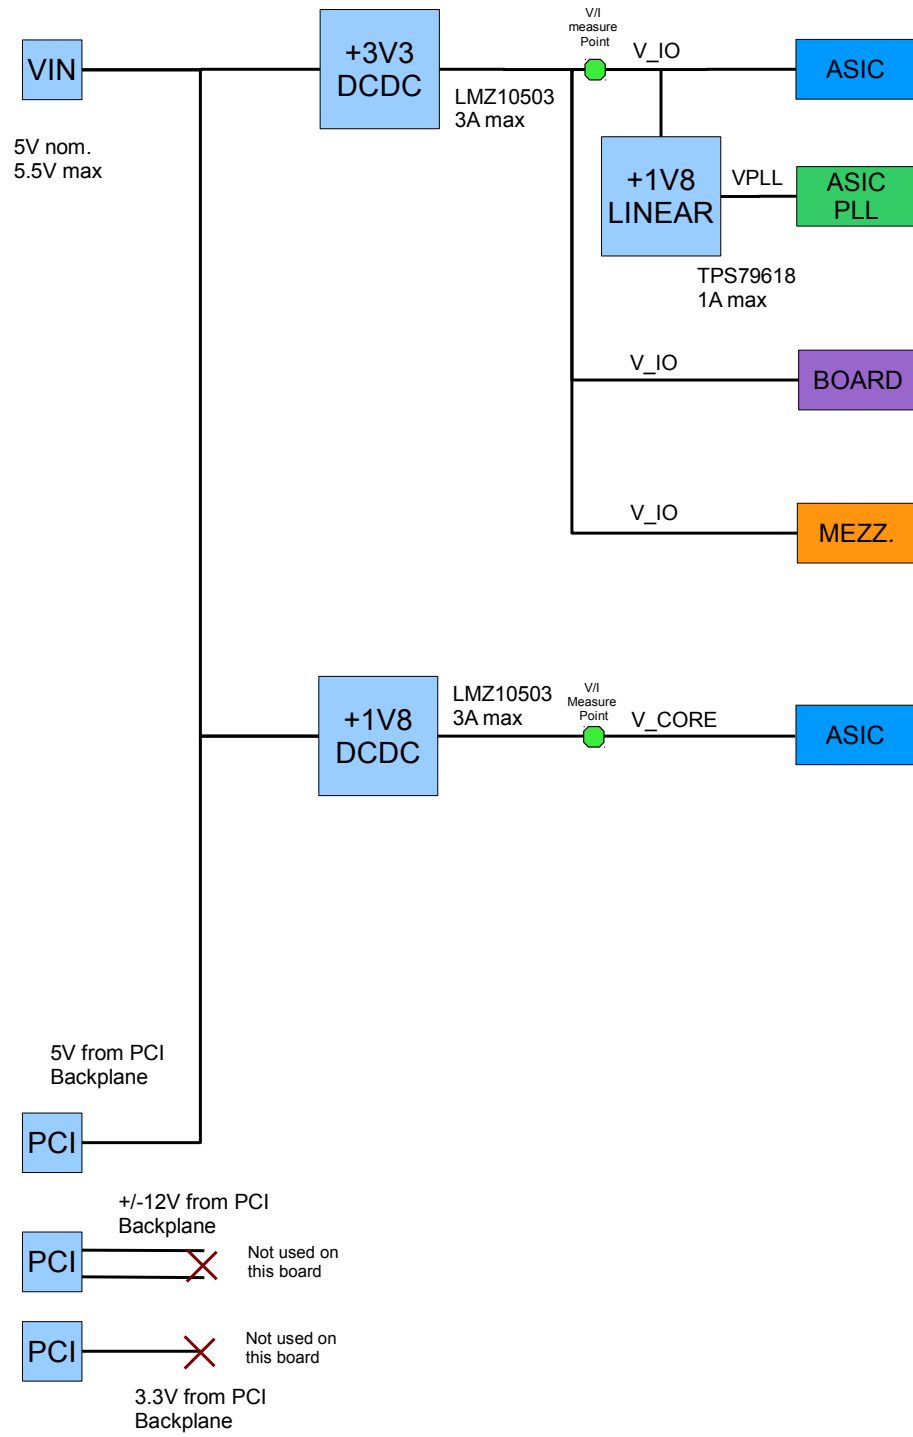 V/I
measure
Point
VIN
+3V3
DCDC
V_IO
ASIC
LMZ10503
3A max
5V nom.
5.5V max
+1V8
LINEAR
VPLL
ASIC
PLL
TPS79618
1A max
V_IO
BOARD
V_IO
MEZZ.
+1V8
DCDC
LMZ10503
3A max
V/I
Measure
Point
V_CORE
ASIC
5V from PCI
Backplane
PCI
+/-12V from PCI
Backplane
PCI
Not used on
this board
PCI
Not used on
this board
3.3V from PCI
Backplane